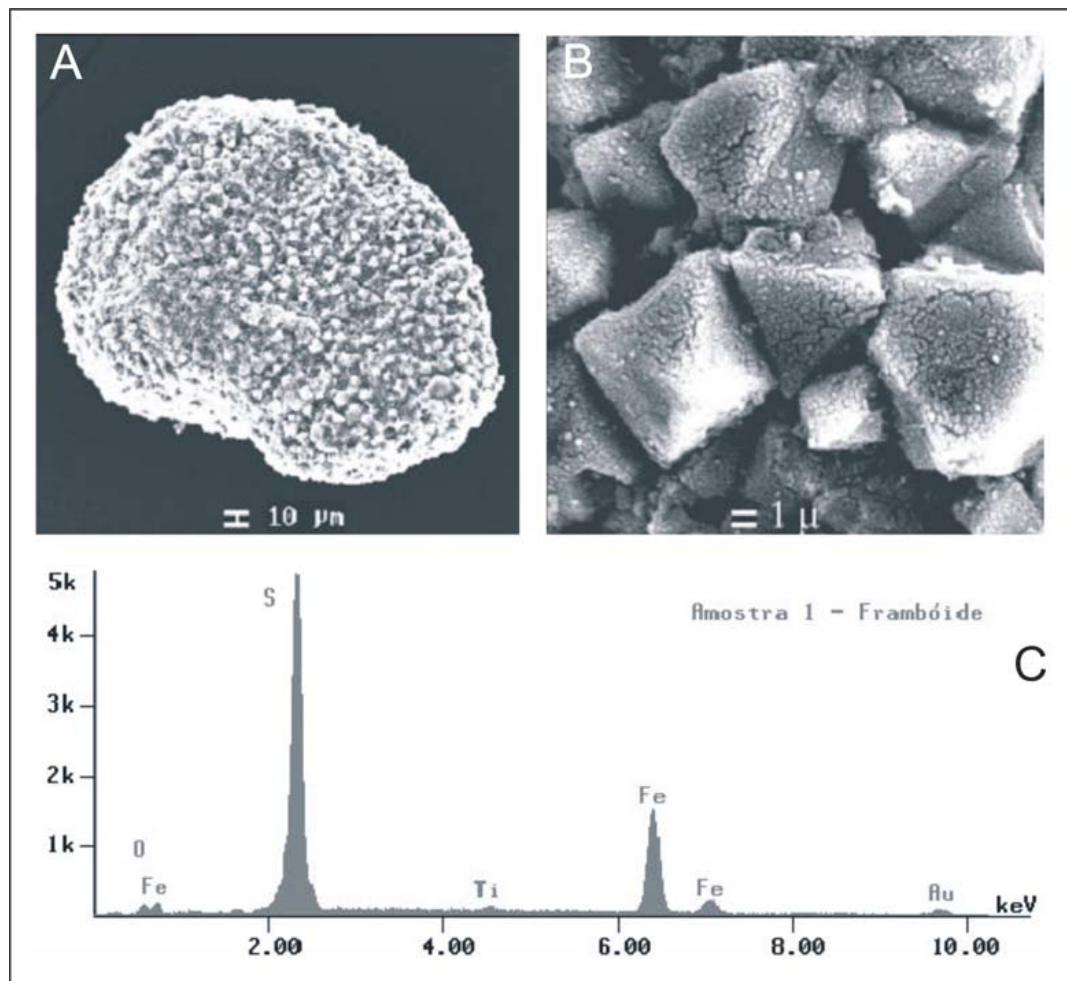 A
B
10 µm
1 µ
5k
4k
3k
2k
1k
S
Amostra 1 - Frambóide
C
O
Fe
Ti
Fe
Fe
Au
keV
2.00
4.00
6.00
8.00
10.00